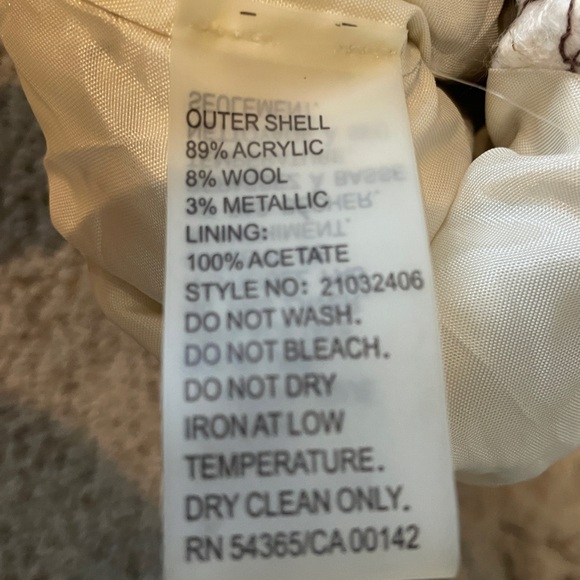 OUTER SHELL
89% ACRYLIC
8% WOOL
3% METALLIC
LINING:
100% ACETATE
STYLE NO: 21032406
DO NOT WASH.
DO NOT BLEACH.
DO NOT DRY
IRON AT LOW
TEMPERATURE.
DRY CLEAN ONLY.
RN 54365/CA 00142